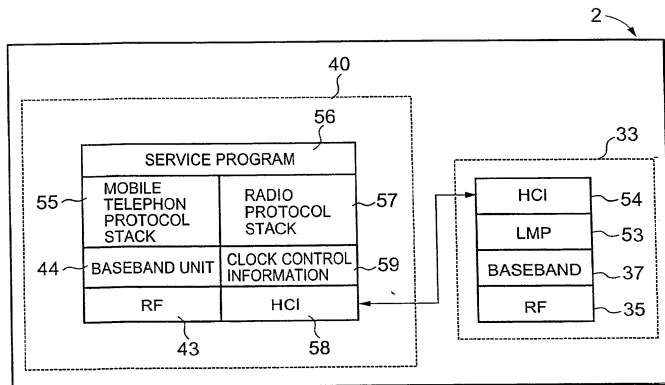 2
40
56
SERVICE PROGRAM
33
55
MOBILE
TELEPHON
PROTOCOL
STACK
RADIO
PROTOCOL
STACK
57
HCI
54
LMP
53
44
BASEBAND UNIT
CLOCK CONTROL
INFORMATION
59
BASEBAND
37
RF
HCI
RF
35
43
58